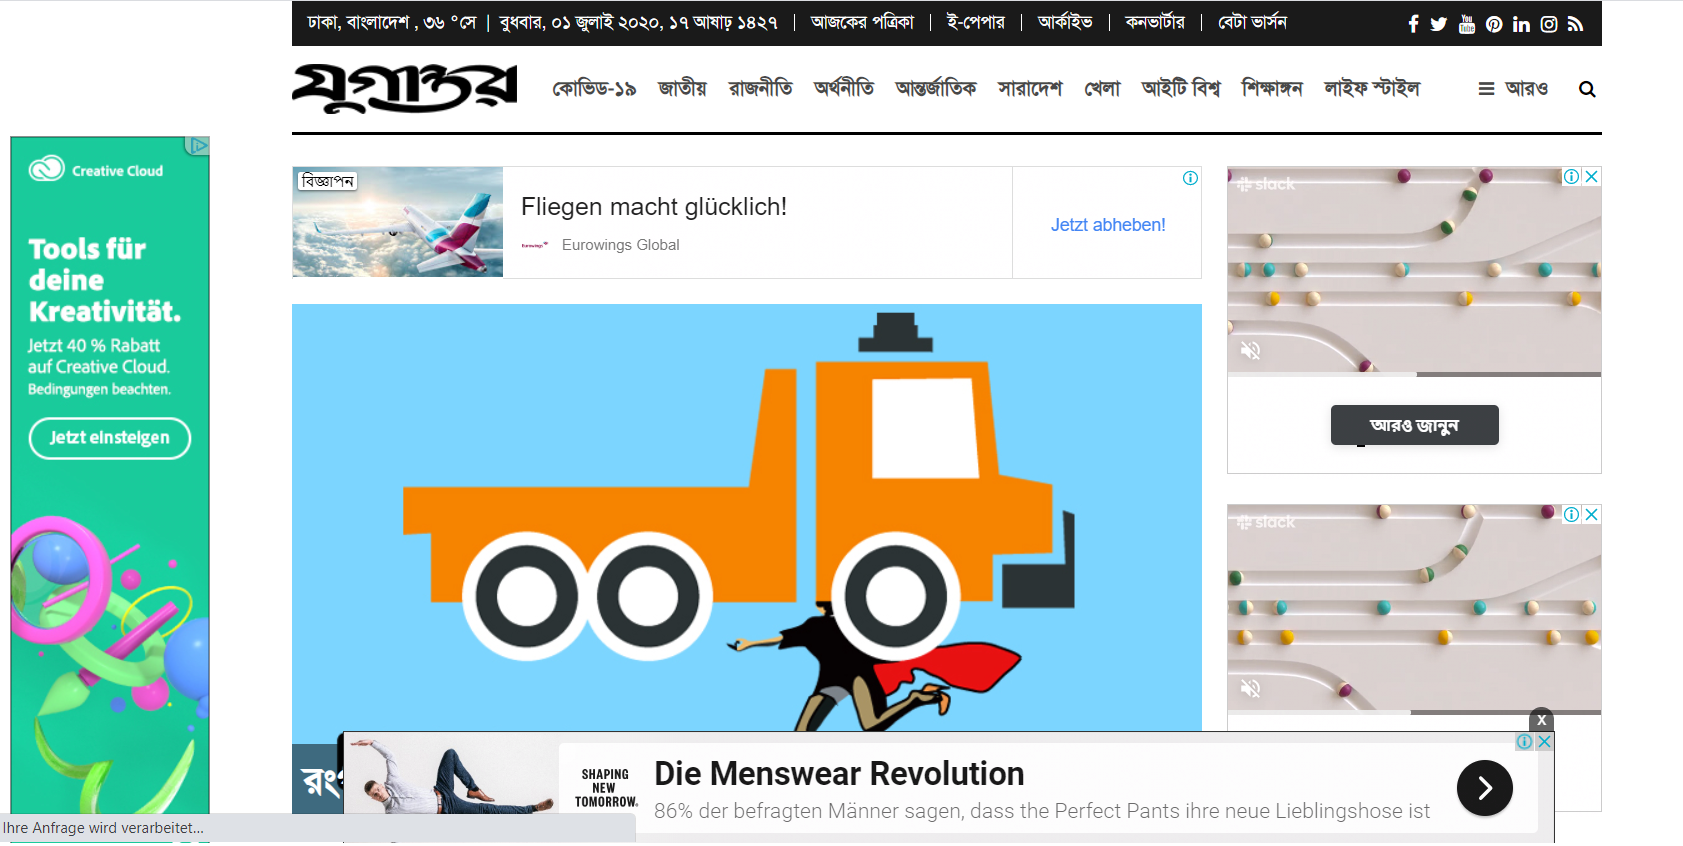 ঢাকা, বাংলাদেশ , ৩৬ °সে | বুধবার, ০১ জুলাই ২০২০, ১৭ আষাঢ় ১৪২৭ | আজকের পত্রিকা | ই-পেপার | আর্কাইভ | কনভার্টার | বেটা ভার্সন
যুগান্তর
কোভিড-১৯ জাতীয় রাজনীতি অর্থনীতি আন্তর্জাতিক সারাদেশ খেলা আইটি বিশ্ব শিক্ষাঙ্গন লাইফ স্টাইল আরও
Creative Cloud
Tools für
deine
Kreativität.
Jetzt 40 % Rabatt
auf Creative Cloud.
Bedingungen beachten.
Jetzt einsteigen
বিজ্ঞাপন
Fliegen macht glücklich!
Eurowings
Eurowings Global
Jetzt abheben!
slack
আরও জানুন
slack
X
SHAPING
NEW
TOMORROW.
Die Menswear Revolution
86% der befragten Männer sagen, dass the Perfect Pants ihre neue Lieblingshose ist
Ihre Anfrage wird verarbeitet...